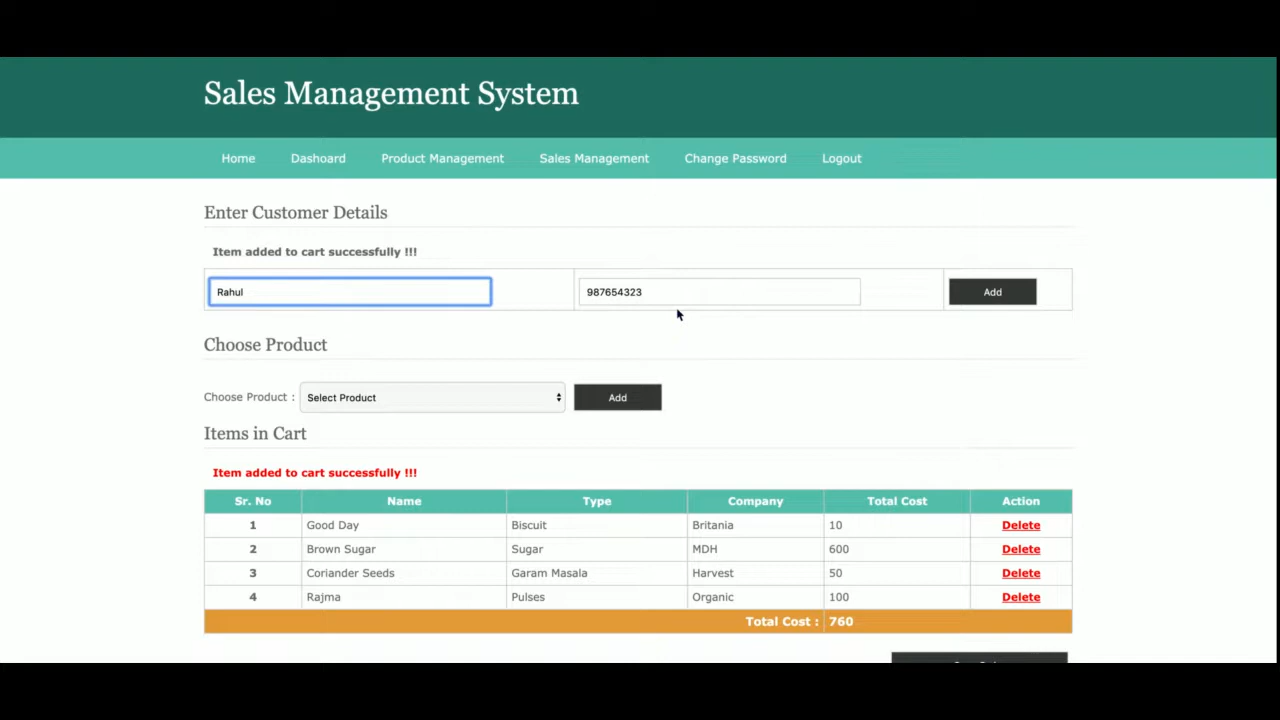 Sales Management System
Home Dashoard Product Management Sales Management Change Password Logout
Enter Customer Details
Item added to cart successfully !!!
Rahul 987654323 Add
Choose Product
Choose Product : Select Product Add
Items in Cart
Item added to cart successfully !!!
Sr. No Name Type Company Total Cost Action
1 Good Day Biscuit Britania 10 Delete
2 Brown Sugar Sugar MDH 600 Delete
3 Coriander Seeds Garam Masala Harvest 50 Delete
4 Rajma Pulses Organic 100 Delete
Total Cost : 760